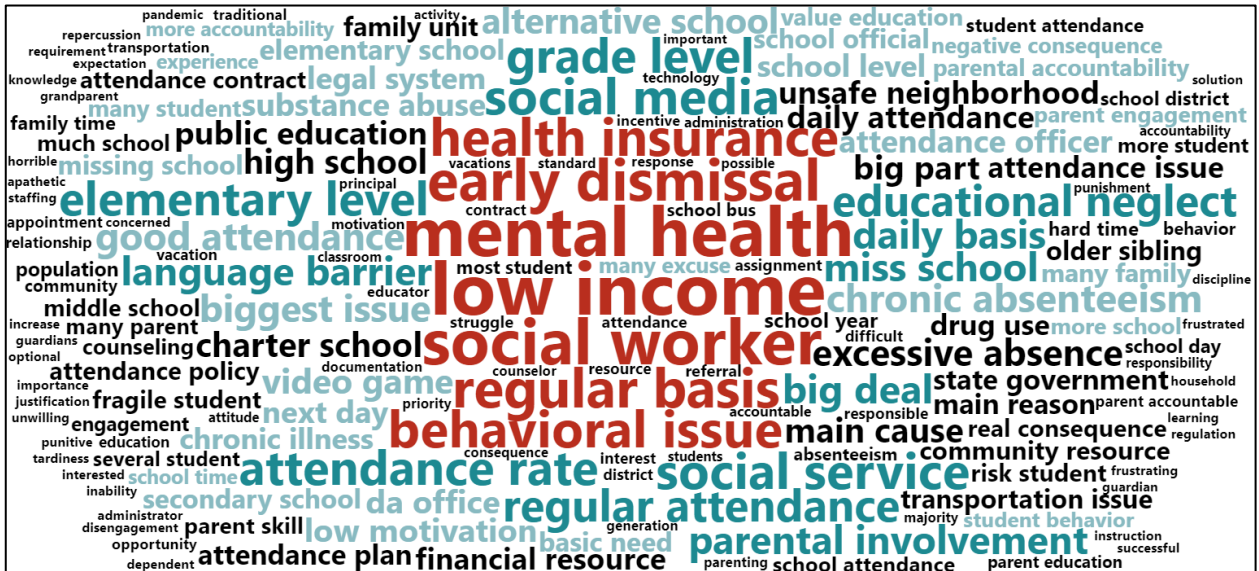 pandemic traditional activity alternative school value education student attendance
repercussion more accountability family unit important school official negative consequence
requirement transportation elementary school grade level school level parental accountability
expectation experience technology solution
knowledge attendance contract legal system social media unsafe neighborhood school district
grandparent many student substance abuse daily attendance parent engagement
family time public education health insurance incentive administration attendance officer accountability
much school more student
horrible missing school high school vacations standard response possible big part attendance issue
apathetic principal early dismissal punishment
staffing elementary level educational neglect
appointment concerned motivation contract school bus hard time behavior
relationship good attendance mental health daily basis older sibling
vacation classroom
population language barrier most student many excuse assignment miss school many family discipline
community educator low income
middle school biggest issue chronic absenteeism
increase many parent struggle attendance school year drug use more school frustrated
guardians counseling charter school social worker difficult excessive absence school day
optional documentation responsibility
attendance policy video game counselor resource referral state government household
importance regular basis big deal
justification fragile student priority main reason parent accountable
unwilling engagement attitude next day accountable responsible learning
punitive education chronic illness behavioral issue main cause real consequence regulation
tardiness several student consequence interest students absenteeism community resource
interested school time attendance rate district social service risk student frustrating
inability guardian
secondary school da office regular attendance transportation issue
administrator majority student behavior
disengagement parent skill low motivation generation instruction
opportunity basic need parental involvement successful
dependent attendance plan financial resource parenting school attendance parent education